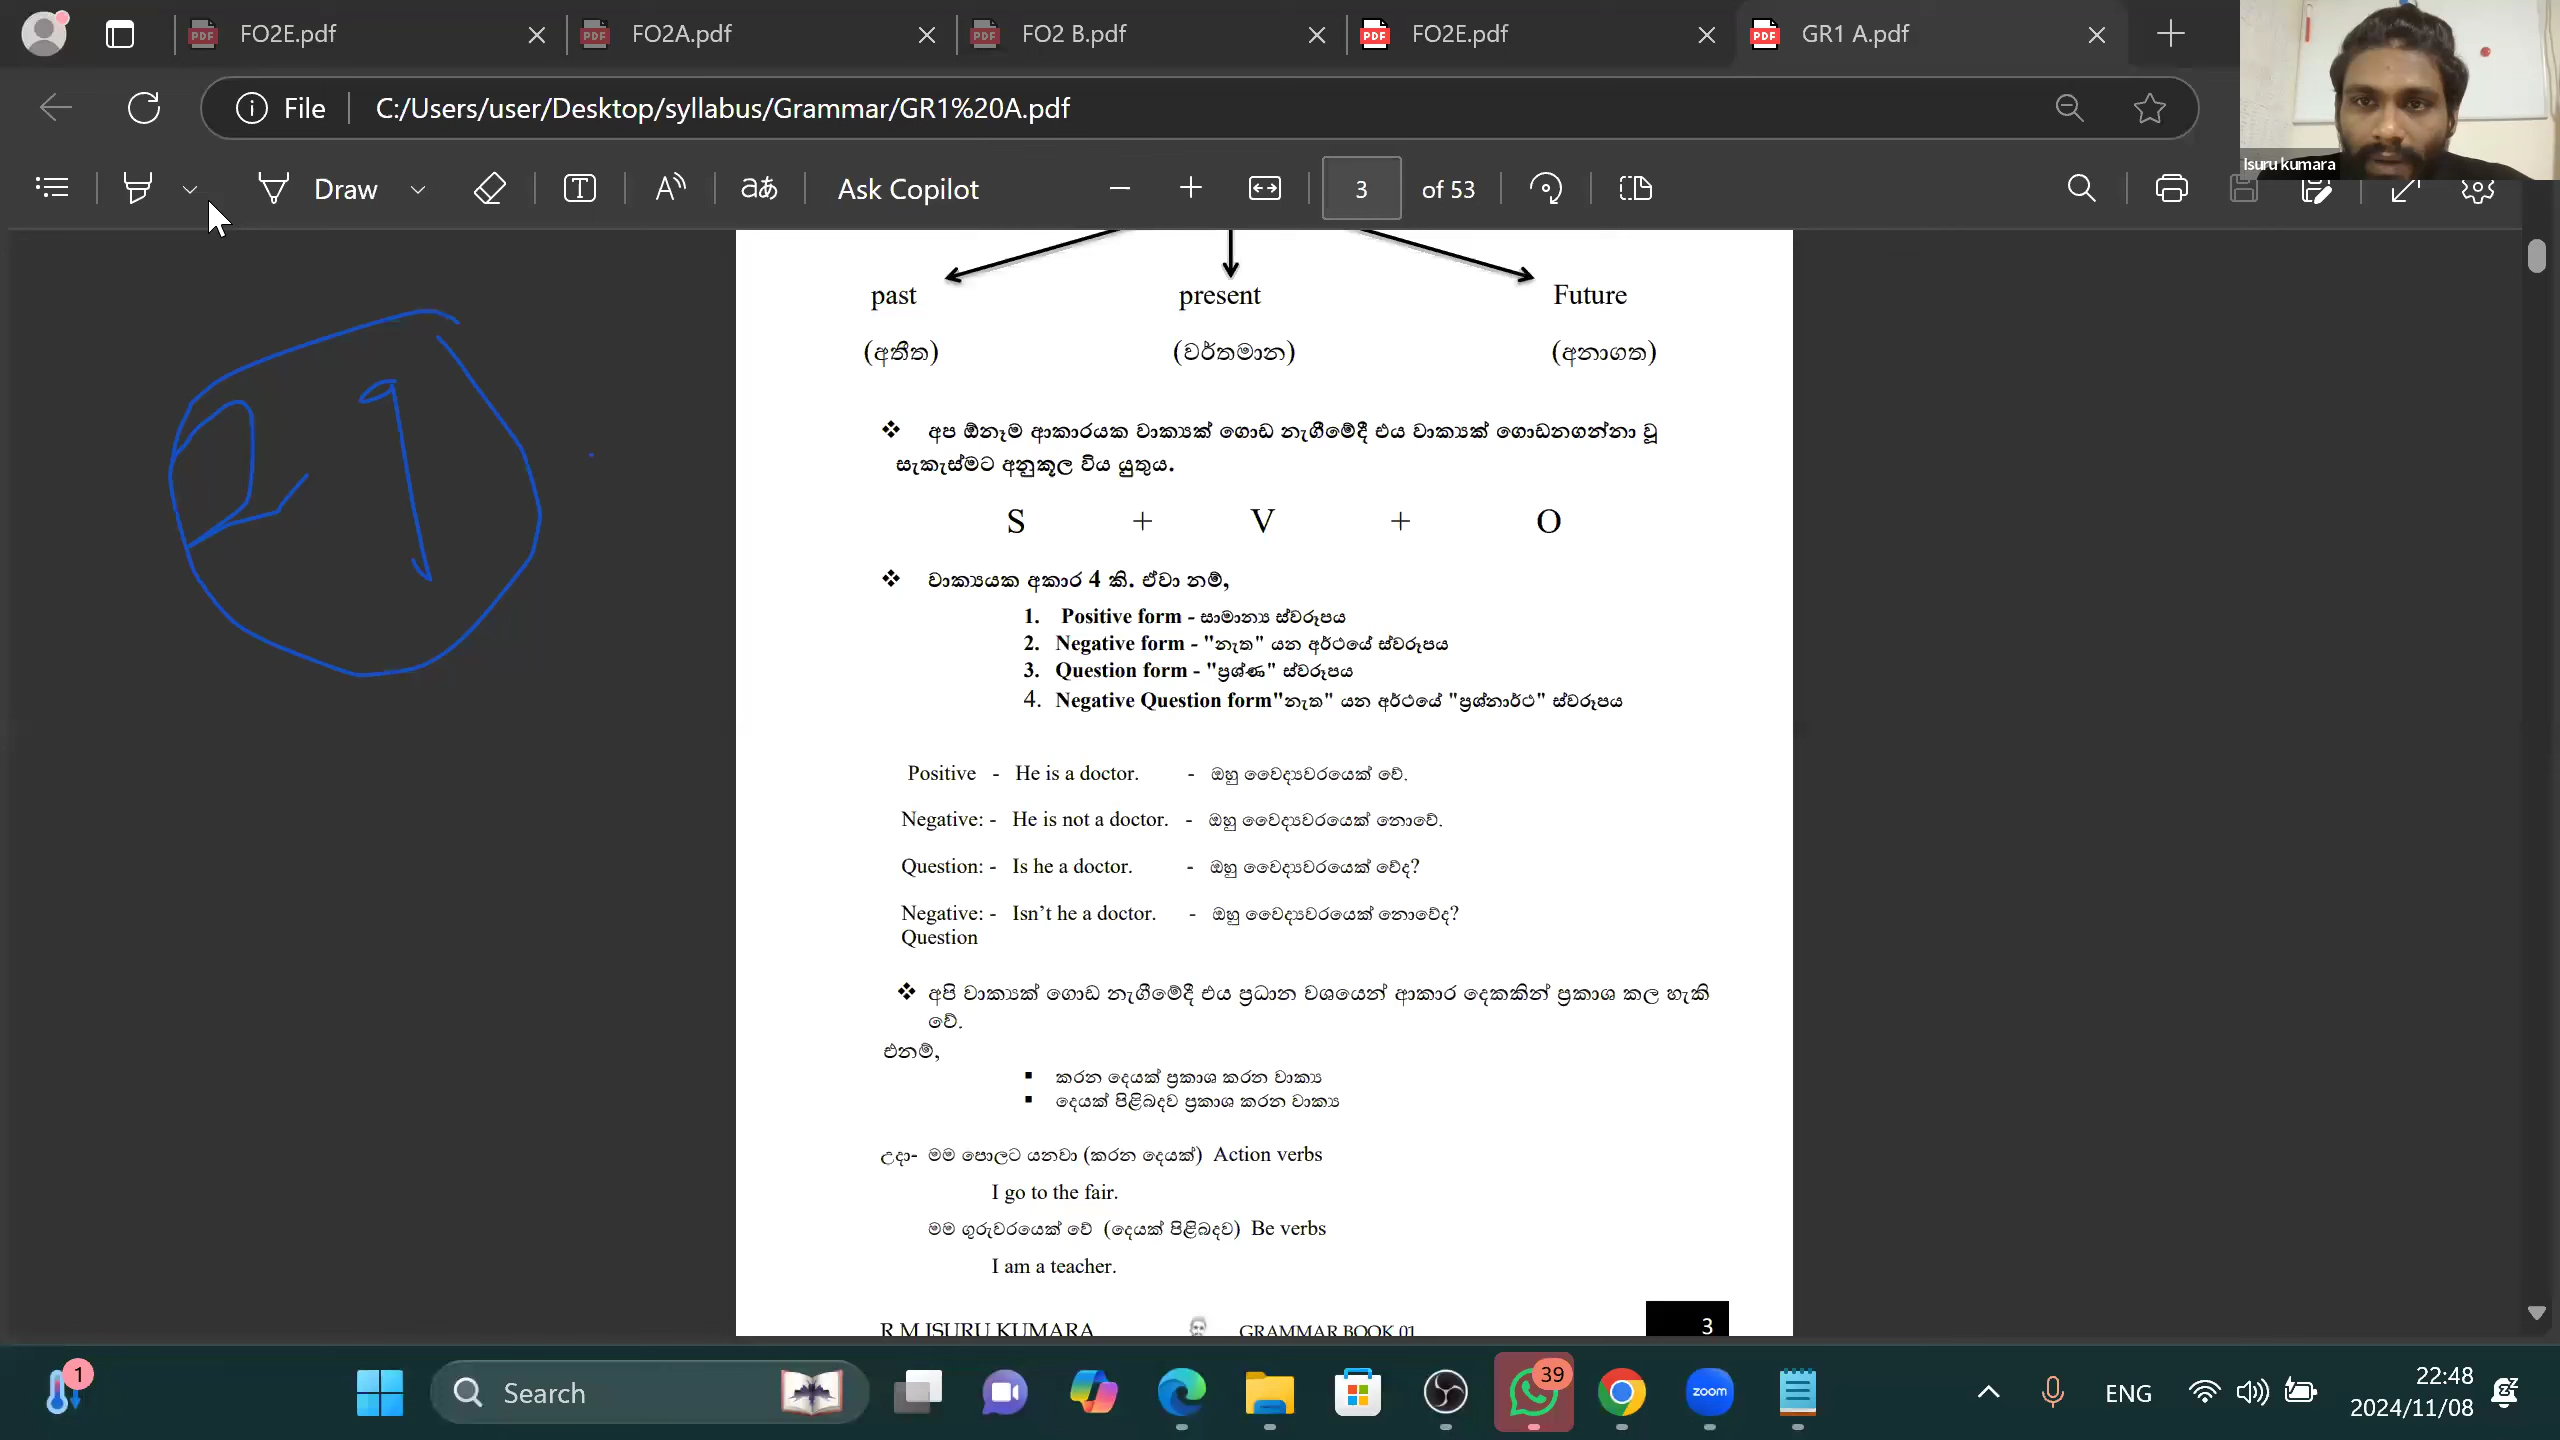 FO2E.pdf
FO2A.pdf
FO2 B.pdf
FO2E.pdf
GR1 A.pdf
File C:/Users/user/Desktop/syllabus/Grammar/GR1%20A.pdf
Isuru kumara
Draw
Ask Copilot
3 of 53
past present Future
(අතීත) (වර්තමාන) (අනාගත)
❖ අප ඕනෑම ආකාරයක වාක්‍යක් ගොඩ නැගීමේදී එය වාක්‍යක් ගොඩනගන්නා වූ
සැකැස්මට අනුකූල විය යුතුය.
S + V + O
❖ වාක්‍යයක අකාර 4 කි. ඒවා නම්,
1. Positive form - සාමාන්‍ය ස්වරූපය
2. Negative form - "නැත" යන අර්ථයේ ස්වරූපය
3. Question form - "ප්‍රශ්ණ" ස්වරූපය
4. Negative Question form"නැත" යන අර්ථයේ "ප්‍රශ්නාර්ථ" ස්වරූපය
Positive - He is a doctor. - ඔහු වෛද්‍යවරයෙක් වේ.
Negative: - He is not a doctor. - ඔහු වෛද්‍යවරයෙක් නොවේ.
Question: - Is he a doctor. - ඔහු වෛද්‍යවරයෙක් වේද?
Negative: - Isn't he a doctor. - ඔහු වෛද්‍යවරයෙක් නොවේද?
Question
❖ අපි වාක්‍යක් ගොඩ නැගීමේදී එය ප්‍රධාන වශයෙන් ආකාර දෙකකින් ප්‍රකාශ කල හැකි
වේ.
එනම්,
▪ කරන දෙයක් ප්‍රකාශ කරන වාක්‍ය
▪ දෙයක් පිළිබදව ප්‍රකාශ කරන වාක්‍ය
උදා- මම පොලට යනවා (කරන දෙයක්) Action verbs
I go to the fair.
මම ගුරුවරයෙක් වේ (දෙයක් පිළිබදව) Be verbs
I am a teacher.
R M ISURU KUMARA GRAMMAR BOOK 01 3
1
Search
39
zoom
ENG
22:48
2024/11/08